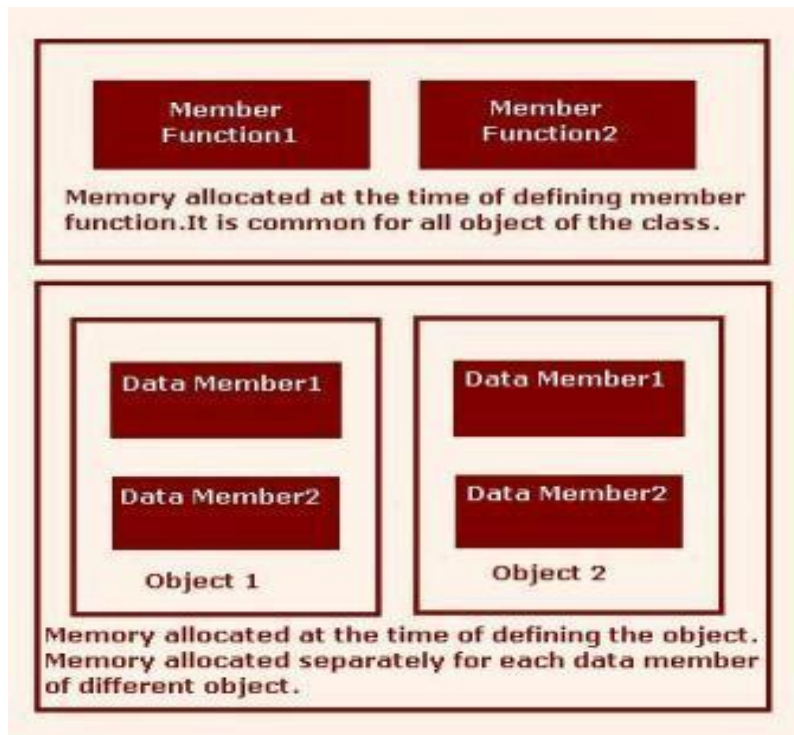 Member
Function1
Member
Function2
Memory allocated at the time of defining member
function.It is common for all object of the class.
Data Member1
Data Member2
Object 1
Data Member1
Data Member2
Object 2
Memory allocated at the time of defining the object.
Memory allocated separately for each data member
of different object.